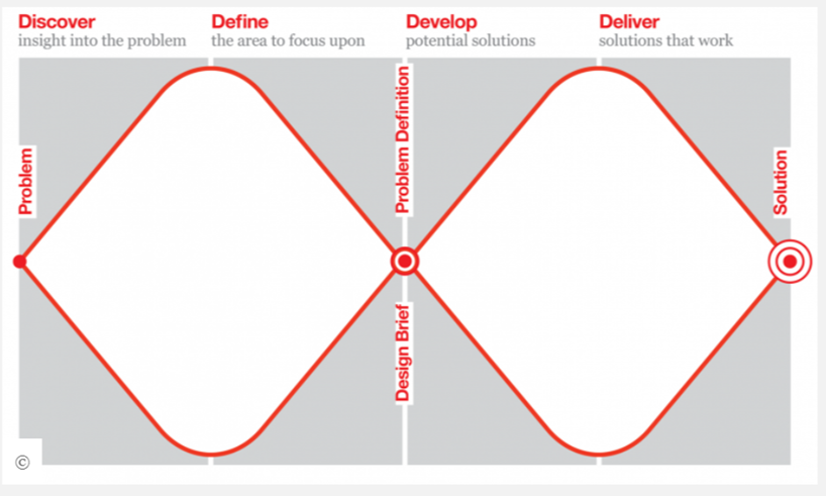 Discover
insight into the problem
Define
the area to focus upon
Develop
potential solutions
Deliver
solutions that work
Problem
Problem Definition
Design Brief
Solution
©